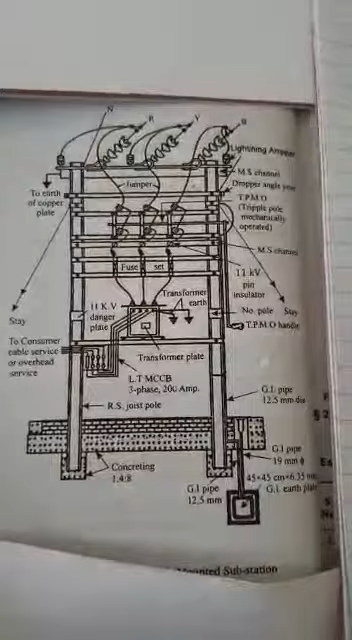 N
R
Y
B
Lightning Arrester
M.S channel
Dropper angle
T.P.M.O
(Tripple pole
mechanically
operated)
To earth
of copper
plate
Jumper
M.S channel
11 kV
pin
insulator
Fuse set
Transformer
earth
Stay
11 K.V
danger
plate
No. pole
Stay
T.P.M.O handle
To Consumer
cable service
or overhead
service
Transformer plate
L.T MCCB
3-phase, 200 Amp.
G.I. pipe
12.5 mm dia
R.S. joist pole
G.I pipe
19 mm ϕ
Concreting
1:4:8
G.I pipe
12.5 mm
45×45 cm×6.35 mm
G.I. earth plate
Mounted Sub-station